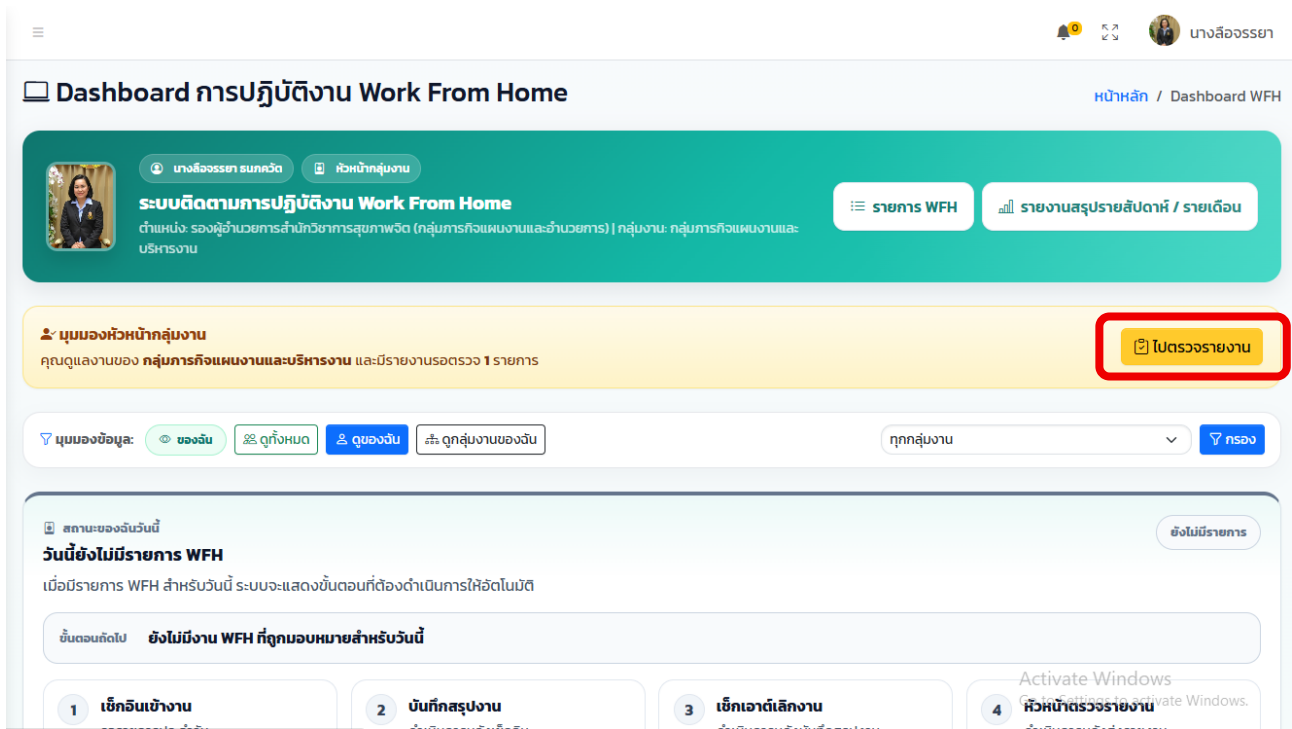 0
นางลืออรรยา
Dashboard การปฏิบัติงาน Work From Home
หน้าหลัก / Dashboard WFH
นางลืออรรยา ธนภควัต
หัวหน้ากลุ่มงาน
ระบบติดตามการปฏิบัติงาน Work From Home
ตำแหน่ง: รองผู้อำนวยการสำนักวิชาการสุขภาพจิต (กลุ่มภารกิจแผนงานและอำนวยการ) | กลุ่มงาน: กลุ่มภารกิจแผนงานและ
บริหารงาน
รายการ WFH
รายงานสรุปรายสัปดาห์ / รายเดือน
มุมมองหัวหน้ากลุ่มงาน
คุณดูแลงานของ กลุ่มภารกิจแผนงานและบริหารงาน และมีรายงานรอตรวจ 1 รายการ
ไปตรวจรายงาน
มุมมองข้อมูล:
ของฉัน
ดูทั้งหมด
ดูของฉัน
ดูกลุ่มงานของฉัน
ทุกกลุ่มงาน
กรอง
สถานะของฉันวันนี้
ยังไม่มีรายการ
วันนี้ยังไม่มีรายการ WFH
เมื่อมีรายการ WFH สำหรับวันนี้ ระบบจะแสดงขั้นตอนที่ต้องดำเนินการให้อัตโนมัติ
ขั้นตอนถัดไป ยังไม่มีงาน WFH ที่ถูกมอบหมายสำหรับวันนี้
1 เช็กอินเข้างาน
2 บันทึกสรุปงาน
3 เช็กเอาต์เลิกงาน
4 หัวหน้าตรวจรายงาน
Activate Windows
Go to Settings to activate Windows.